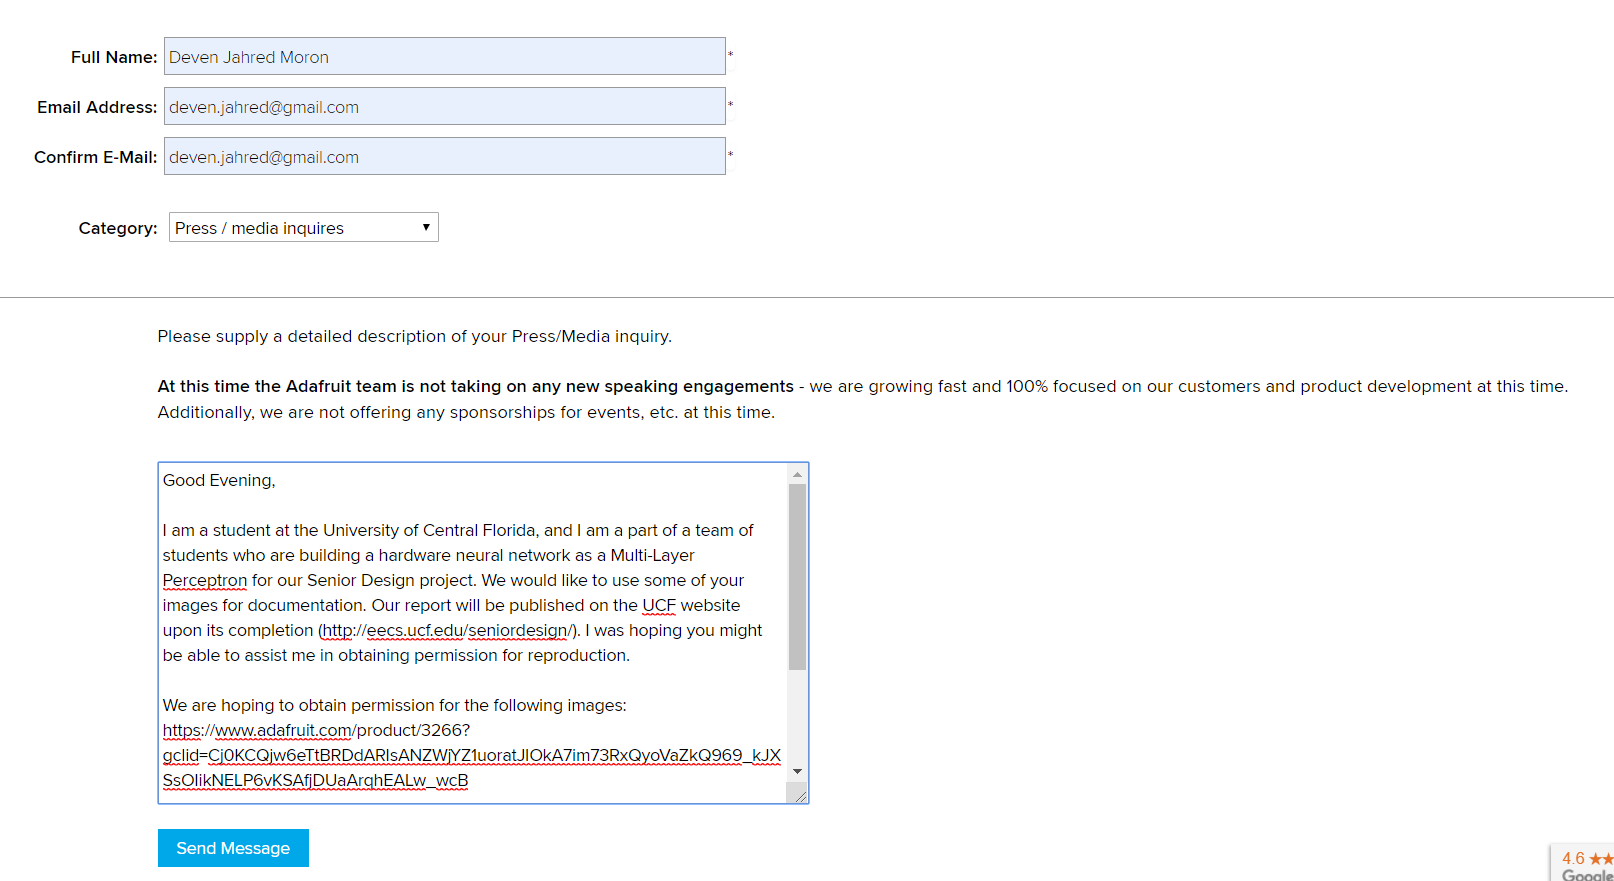 Full Name: Deven Jahred Moron *
Email Address: deven.jahred@gmail.com *
Confirm E-Mail: deven.jahred@gmail.com *
Category: Press / media inquires
Please supply a detailed description of your Press/Media inquiry.
At this time the Adafruit team is not taking on any new speaking engagements - we are growing fast and 100% focused on our customers and product development at this time.
Additionally, we are not offering any sponsorships for events, etc. at this time.
Good Evening,
I am a student at the University of Central Florida, and I am a part of a team of
students who are building a hardware neural network as a Multi-Layer
Perceptron for our Senior Design project. We would like to use some of your
images for documentation. Our report will be published on the UCF website
upon its completion (http://eecs.ucf.edu/seniordesign/). I was hoping you might
be able to assist me in obtaining permission for reproduction.
We are hoping to obtain permission for the following images:
https://www.adafruit.com/product/3266?
gclid=Cj0KCQjw6eTtBRDdARIsANZWjYZ1uoratJIOkA7im73RxQyoVaZkQ969_kJX
SsOlikNELP6vKSAfjDUaArqhEALw_wcB
Send Message
4.6 ★★
Google